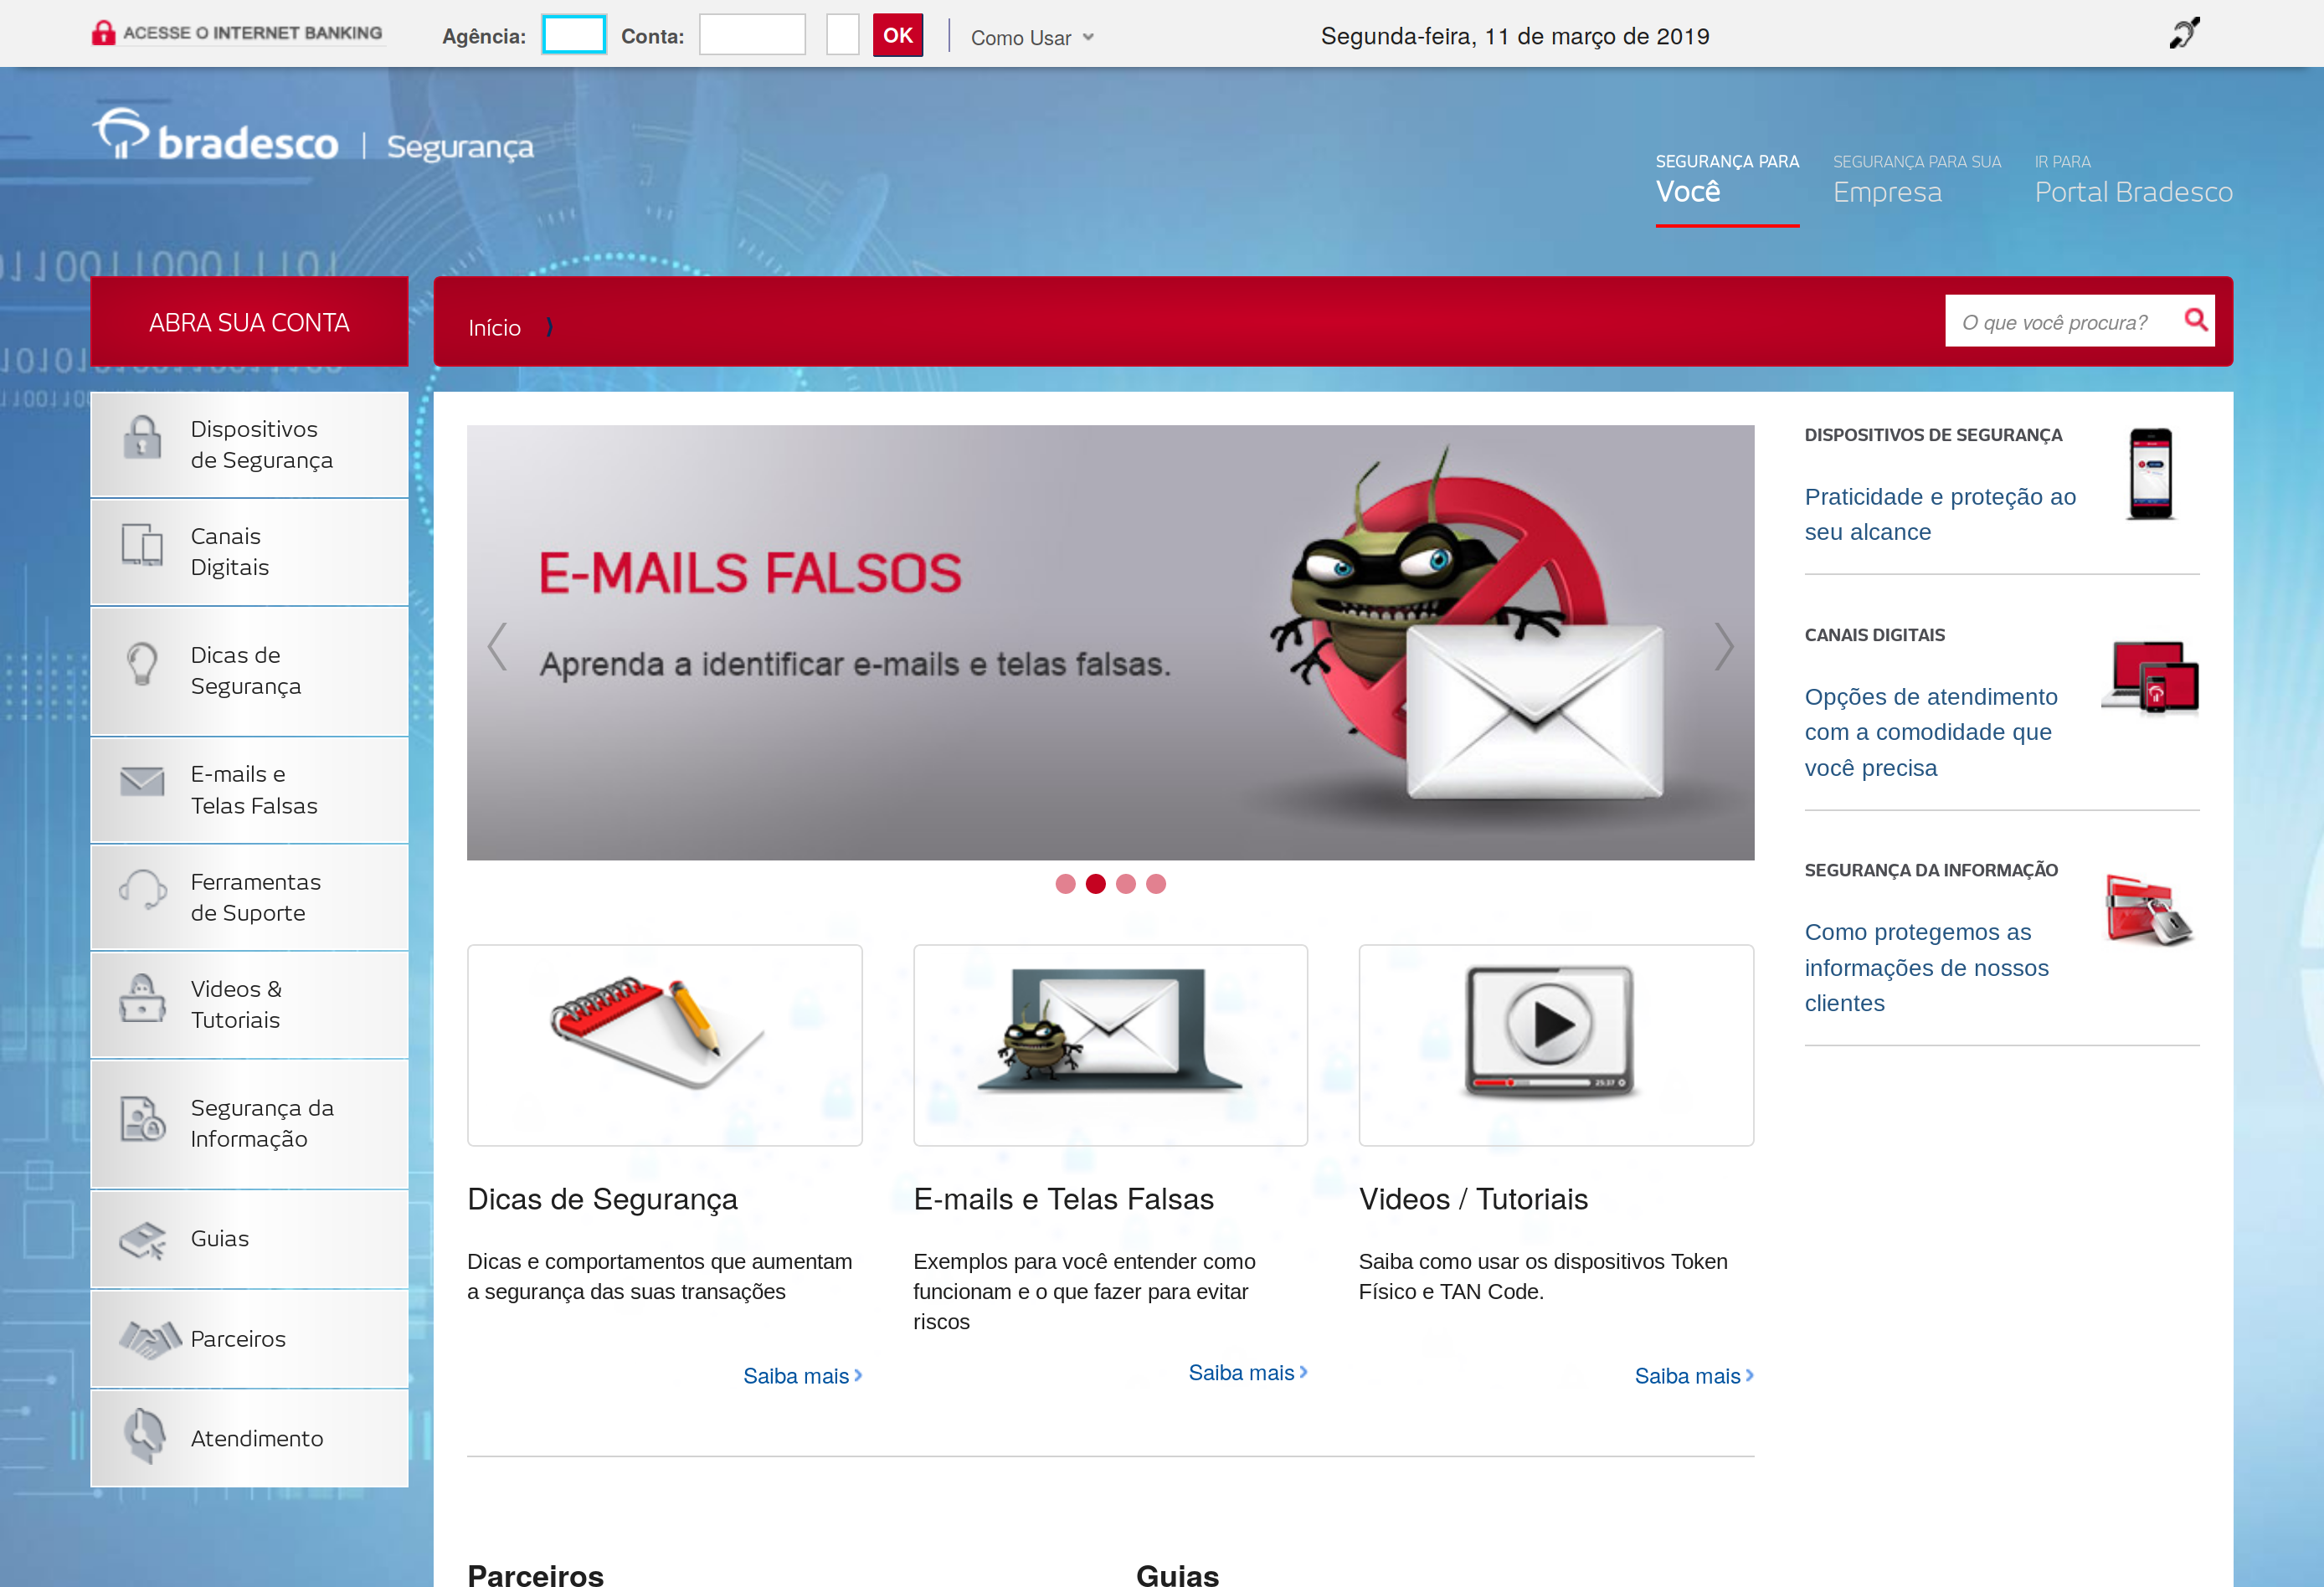 ACESSE O INTERNET BANKING
Agência:
Conta:
OK
Como Usar
Segunda-feira, 11 de março de 2019
bradesco | Segurança
SEGURANÇA PARA
Você
SEGURANÇA PARA SUA
Empresa
IR PARA
Portal Bradesco
ABRA SUA CONTA
Início
O que você procura?
Dispositivos
de Segurança
Canais
Digitais
Dicas de
Segurança
E-mails e
Telas Falsas
Ferramentas
de Suporte
Videos &
Tutoriais
Segurança da
Informação
Guias
Parceiros
Atendimento
E-MAILS FALSOS
Aprenda a identificar e-mails e telas falsas.
DISPOSITIVOS DE SEGURANÇA
Praticidade e proteção ao
seu alcance
CANAIS DIGITAIS
Opções de atendimento
com a comodidade que
você precisa
SEGURANÇA DA INFORMAÇÃO
Como protegemos as
informações de nossos
clientes
Dicas de Segurança
Dicas e comportamentos que aumentam
a segurança das suas transações
Saiba mais
E-mails e Telas Falsas
Exemplos para você entender como
funcionam e o que fazer para evitar
riscos
Saiba mais
Videos / Tutoriais
Saiba como usar os dispositivos Token
Físico e TAN Code.
Saiba mais
Parceiros
Guias